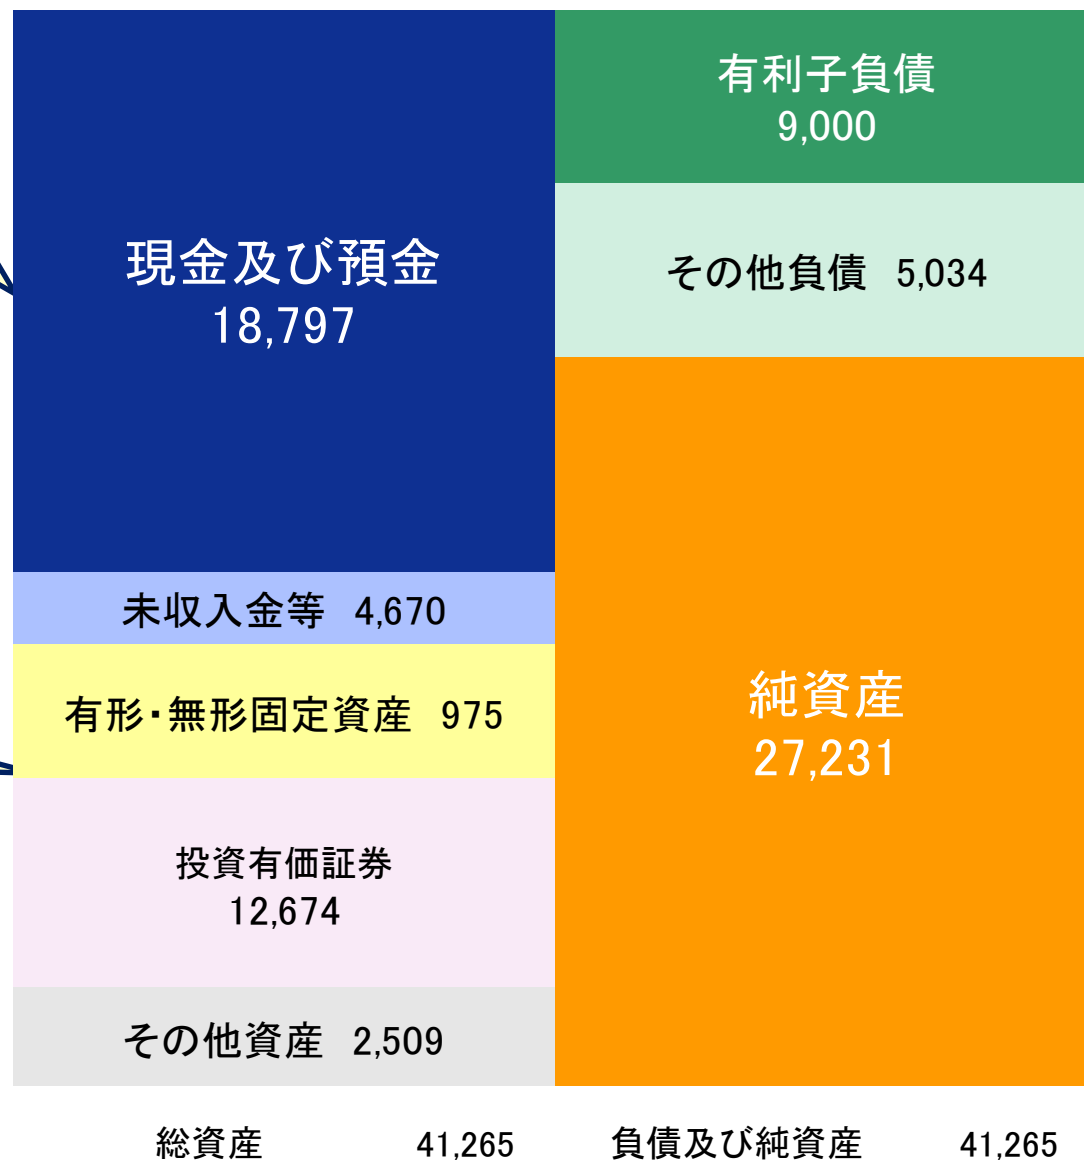 現金及び預金
18,797
未収入金等 4,670
有形・無形固定資産 975
投資有価証券
12,674
その他資産 2,509
有利子負債
9,000
その他負債 5,034
純資産
27,231
総資産 41,265 負債及び純資産 41,265